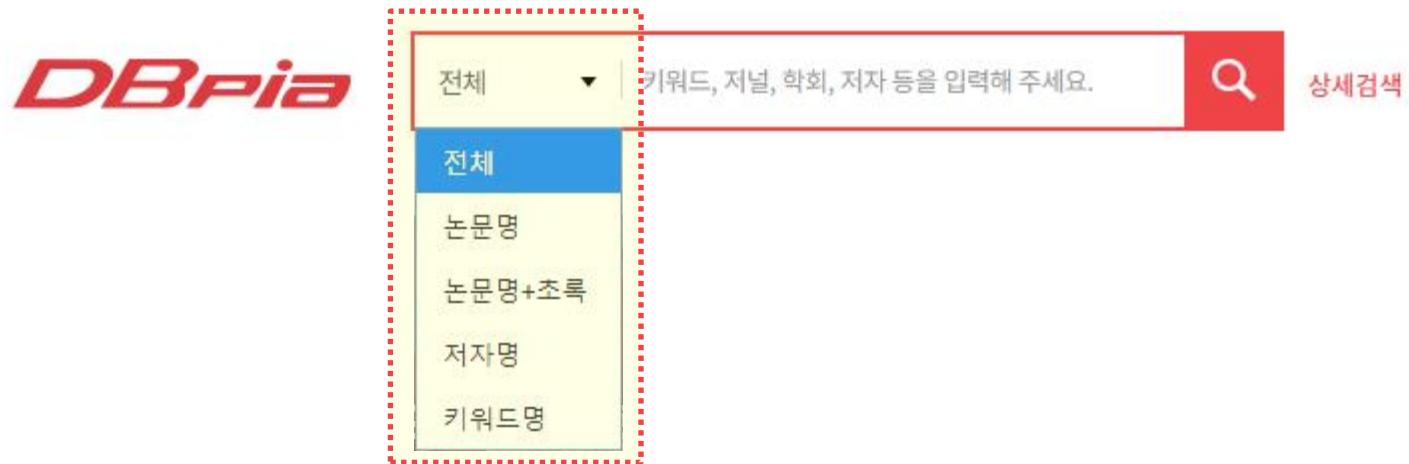 DBpia
전체 ▼ 키워드, 저널, 학회, 저자 등을 입력해 주세요. 상세검색
전체
논문명
논문명+초록
저자명
키워드명